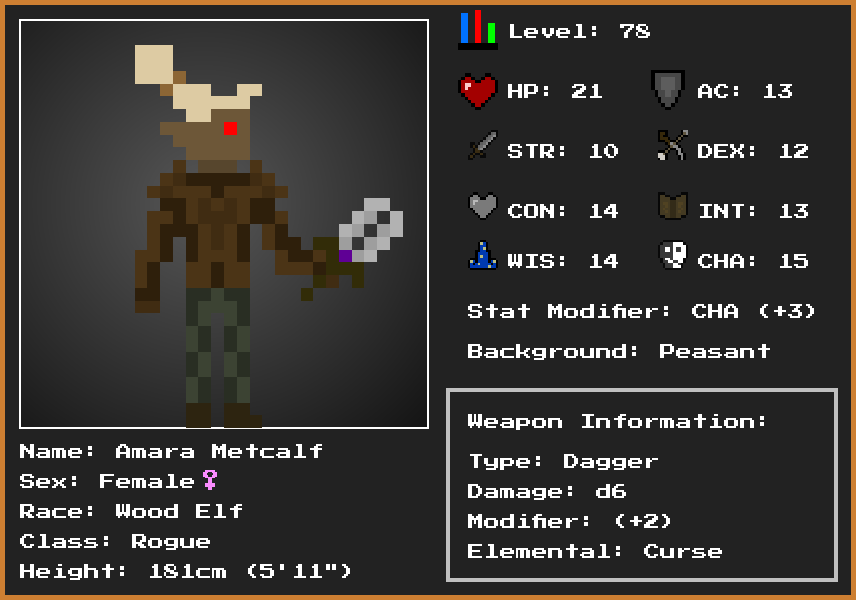 Level: 78
HP: 21
AC: 13
STR: 10
DEX: 12
CON: 14
INT: 13
WIS: 14
CHA: 15
Stat Modifier: CHA (+3)
Background: Peasant
Weapon Information:
Type: Dagger
Damage: d6
Modifier: (+2)
Elemental: Curse
Name: Amara Metcalf
Sex: Female♀
Race: Wood Elf
Class: Rogue
Height: 181cm (5'11")